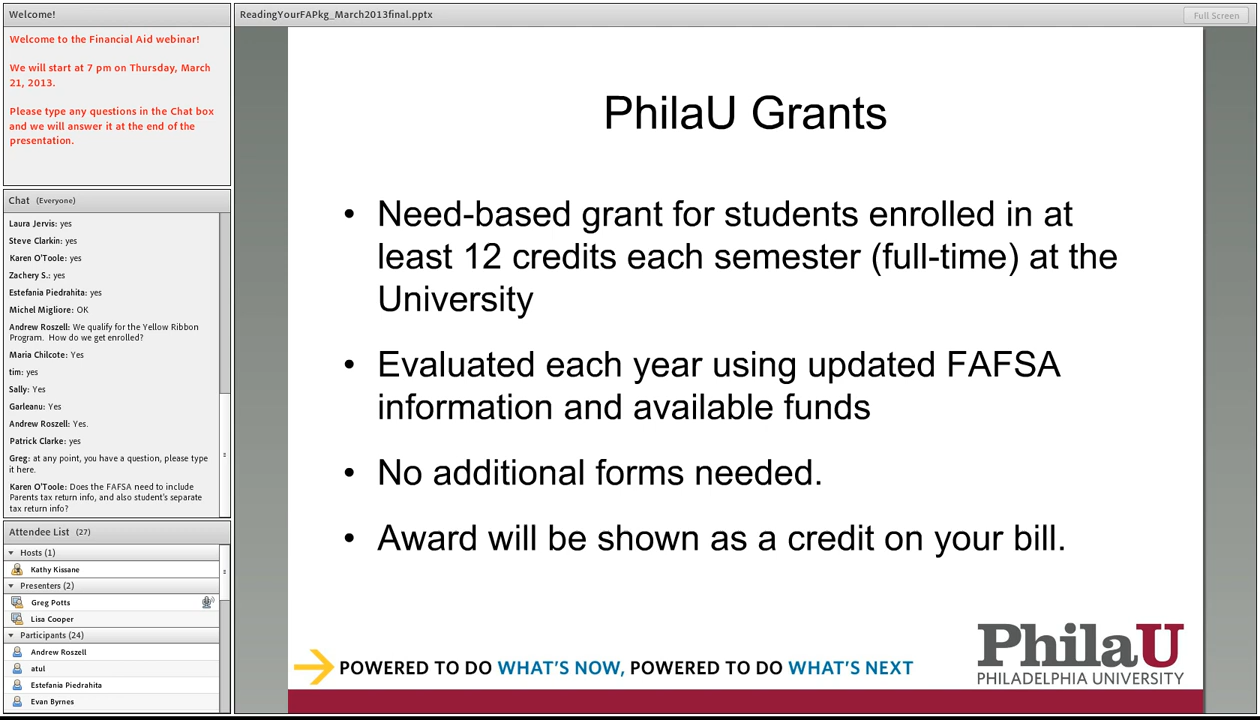 Welcome!
Welcome to the Financial Aid webinar!
We will start at 7 pm on Thursday, March
21, 2013.
Please type any questions in the Chat box
and we will answer it at the end of the
presentation.
Chat (Everyone)
Laura Jervis: yes
Steve Clarkin: yes
Karen O'Toole: yes
Zachery S.: yes
Estefania Piedrahita: yes
Michel Migliore: OK
Andrew Roszell: We qualify for the Yellow Ribbon
Program. How do we get enrolled?
Maria Chilcote: Yes
tim: yes
Sally: Yes
Garleanu: Yes
Andrew Roszell: Yes.
Patrick Clarke: yes
Greg: at any point, you have a question, please type
it here.
Karen O'Toole: Does the FAFSA need to include
Parents tax return info, and also student's separate
tax return info?
Attendee List (27)
Hosts (1)
Kathy Kissane
Presenters (2)
Greg Potts
Lisa Cooper
Participants (24)
Andrew Roszell
atul
Estefania Piedrahita
Evan Byrnes
ReadingYourFAPkg_March2013final.pptx
Full Screen
PhilaU Grants
• Need-based grant for students enrolled in at
least 12 credits each semester (full-time) at the
University
• Evaluated each year using updated FAFSA
information and available funds
• No additional forms needed.
• Award will be shown as a credit on your bill.
POWERED TO DO WHAT'S NOW, POWERED TO DO WHAT'S NEXT
PhilaU
PHILADELPHIA UNIVERSITY